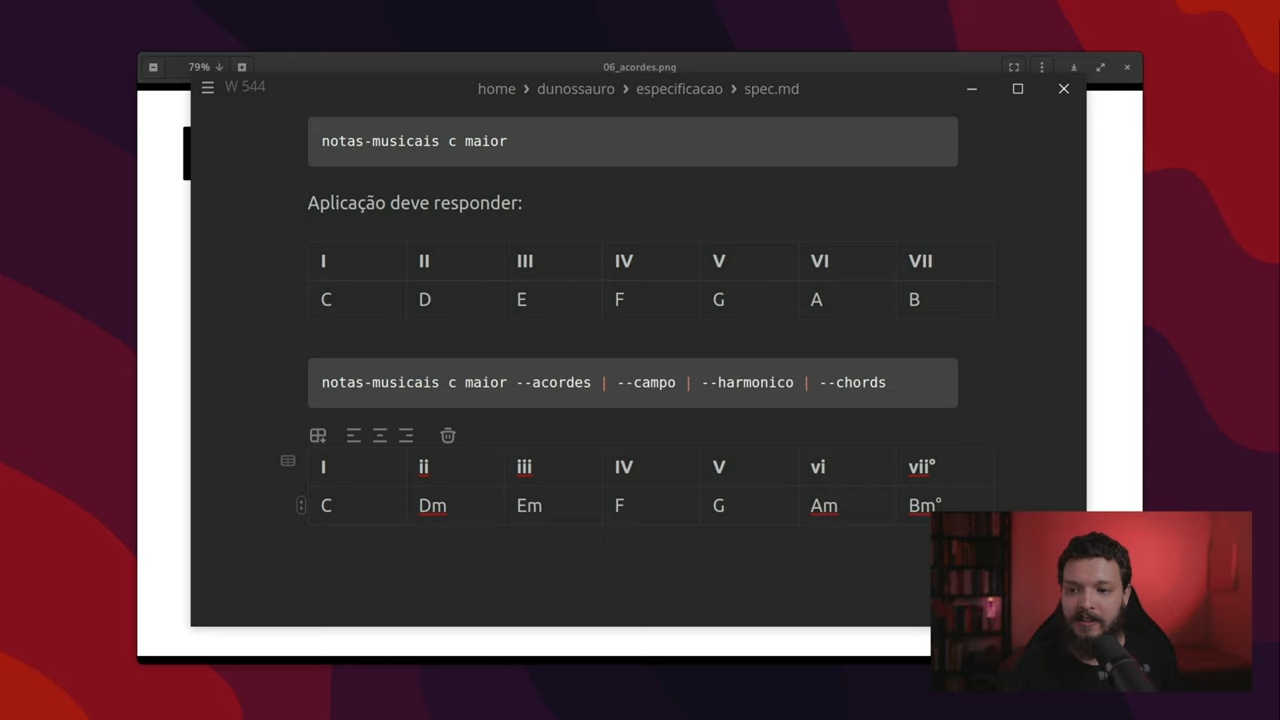 79%
06_acordes.png
W 544
home > dunossauro > especificacao > spec.md
notas-musicais c maior
Aplicação deve responder:
I II III IV V VI VII
C D E F G A B
notas-musicais c maior --acordes | --campo | --harmonico | --chords
I ii iii IV V vi vii°
C Dm Em F G Am Bm°